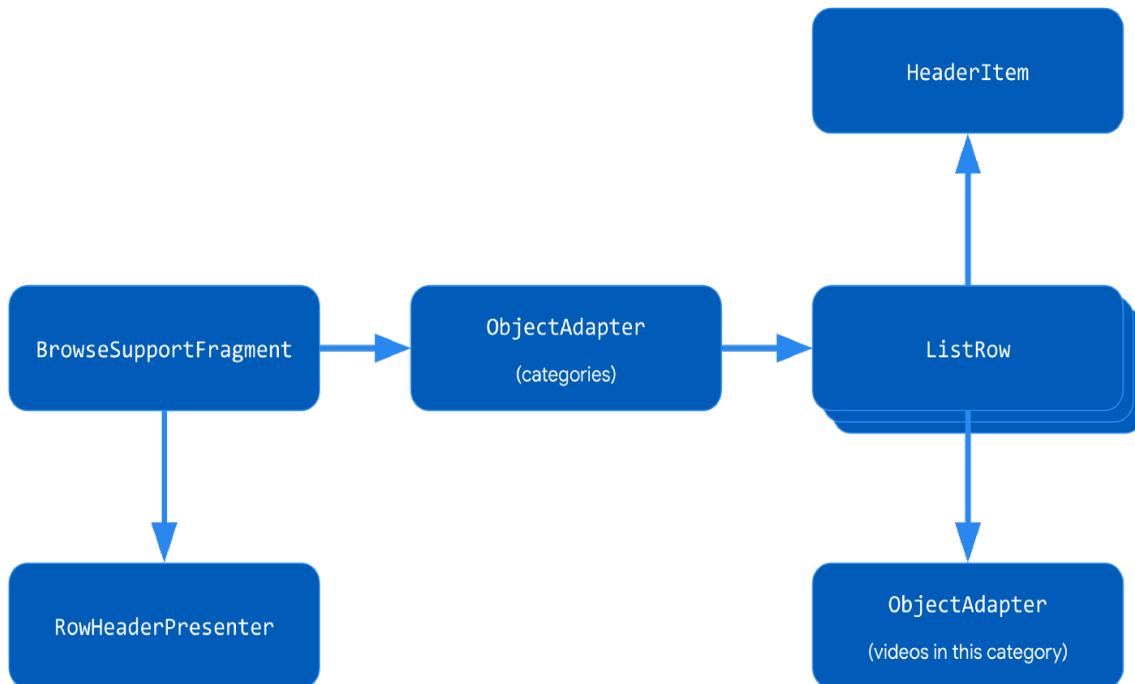 HeaderItem
BrowseSupportFragment
ObjectAdapter
(categories)
ListRow
RowHeaderPresenter
ObjectAdapter
(videos in this category)